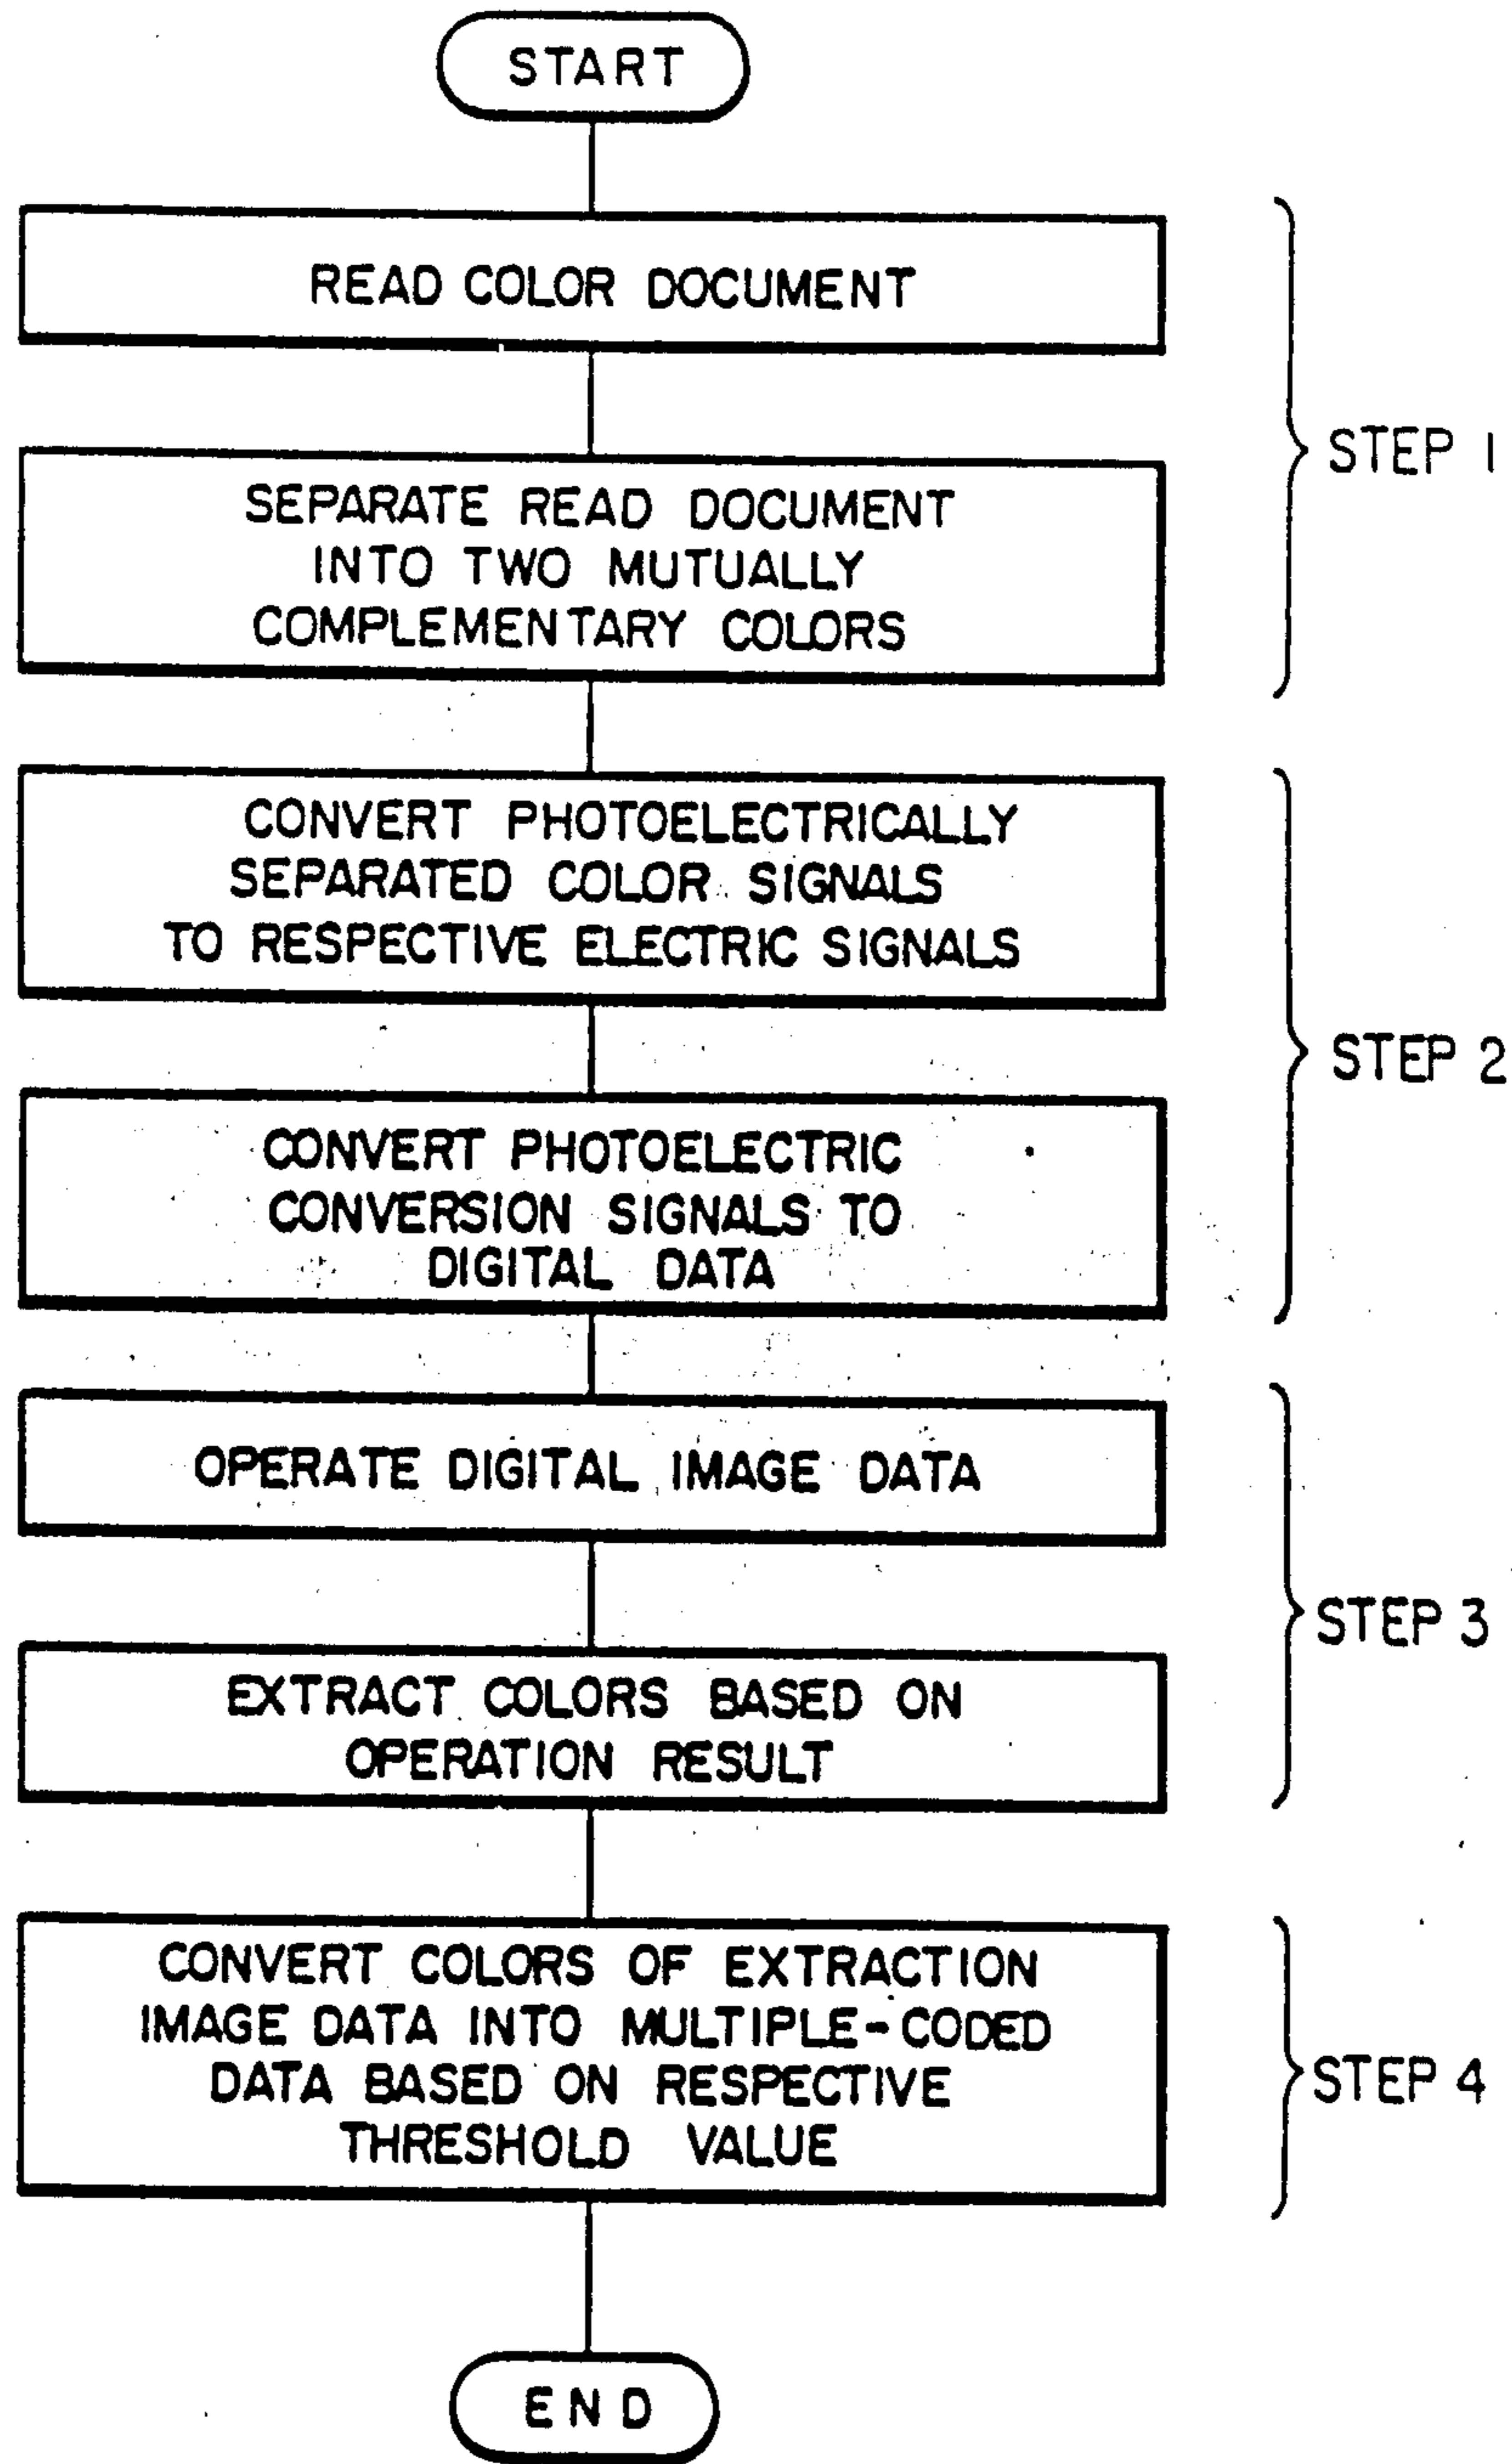 START
READ COLOR DOCUMENT
SEPARATE READ DOCUMENT
INTO TWO MUTUALLY
COMPLEMENTARY COLORS
STEP 1
CONVERT PHOTOELECTRICALLY
SEPARATED COLOR SIGNALS
TO RESPECTIVE ELECTRIC SIGNALS
CONVERT PHOTOELECTRIC
CONVERSION SIGNALS TO
DIGITAL DATA
STEP 2
OPERATE DIGITAL IMAGE DATA
EXTRACT COLORS BASED ON
OPERATION RESULT
STEP 3
CONVERT COLORS OF EXTRACTION
IMAGE DATA INTO MULTIPLE-CODED
DATA BASED ON RESPECTIVE
THRESHOLD VALUE
STEP 4
END